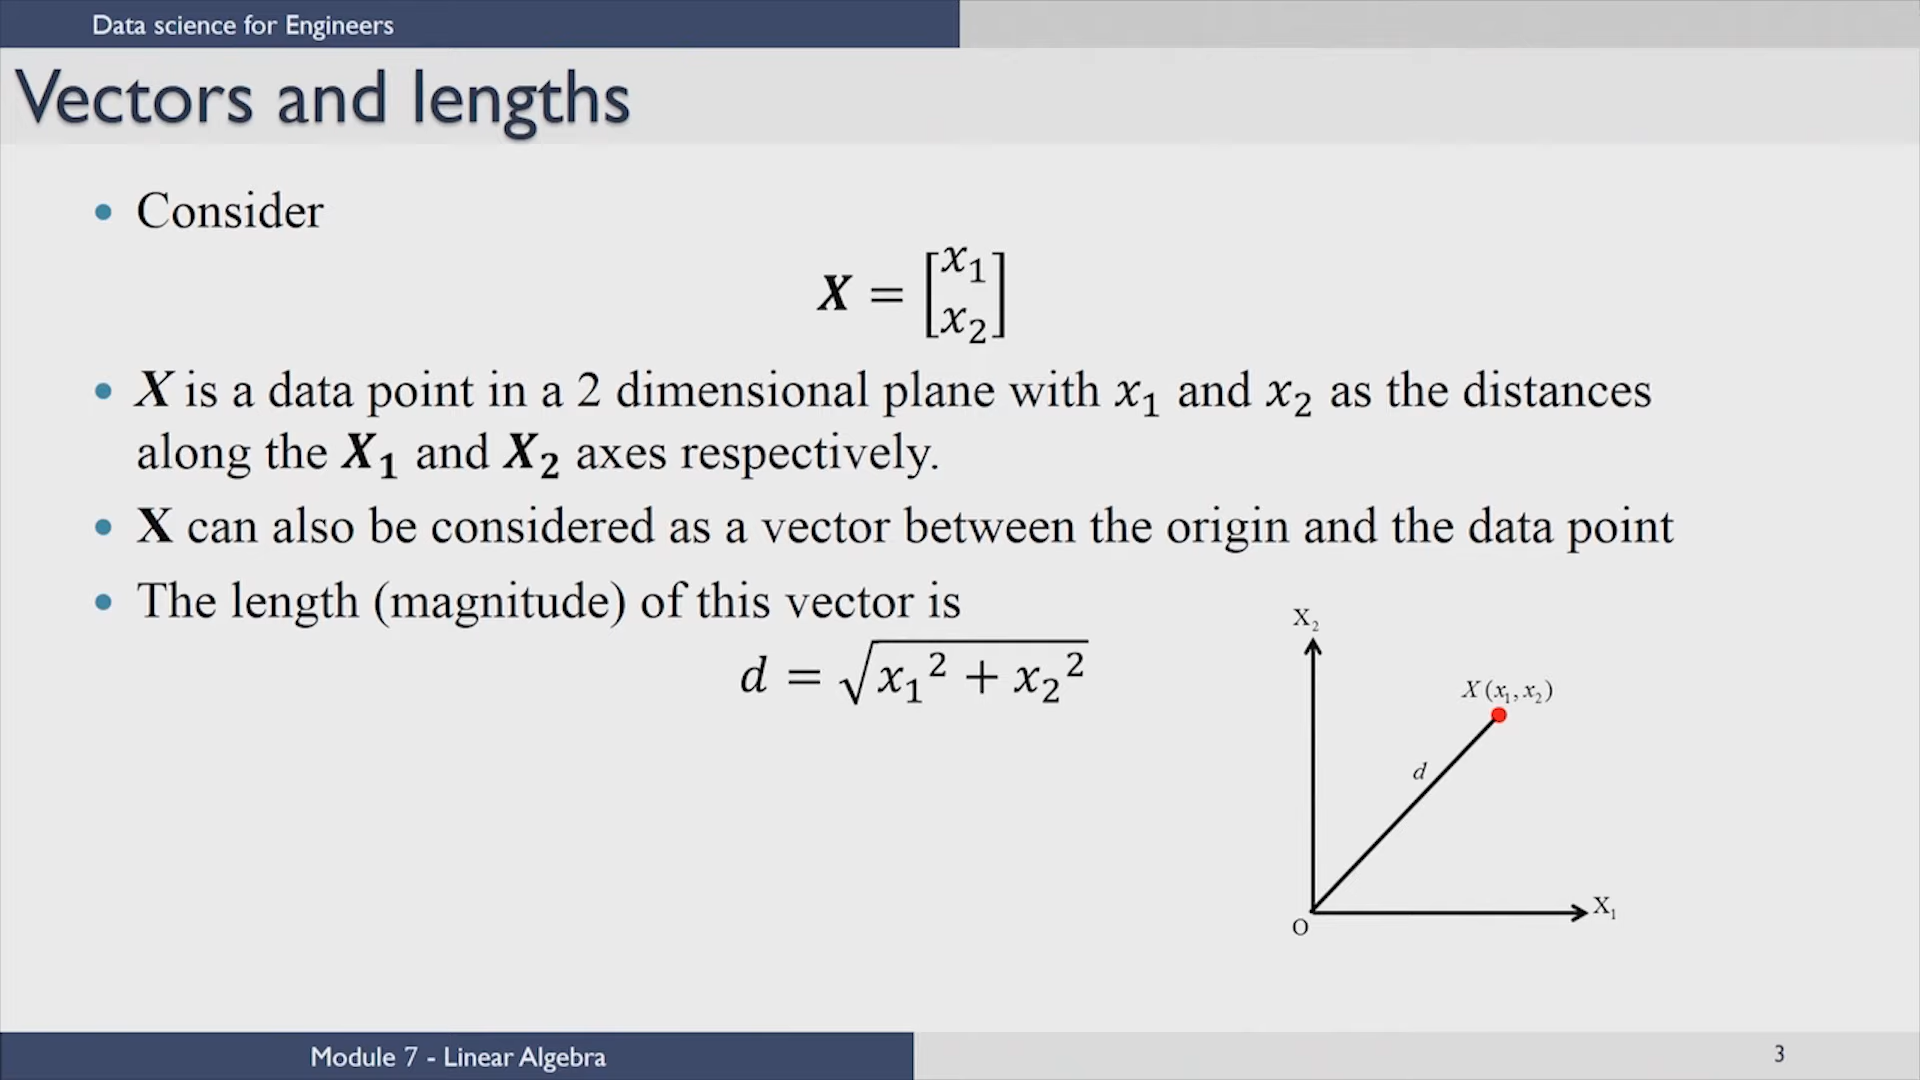 Data science for Engineers
Vectors and lengths
• Consider
X = [x₁
x₂]
• X is a data point in a 2 dimensional plane with x₁ and x₂ as the distances
along the X₁ and X₂ axes respectively.
• X can also be considered as a vector between the origin and the data point
• The length (magnitude) of this vector is
d = √(x₁² + x₂²)
X₂
X (x₁, x₂)
d
X₁
O
Module 7 - Linear Algebra
3